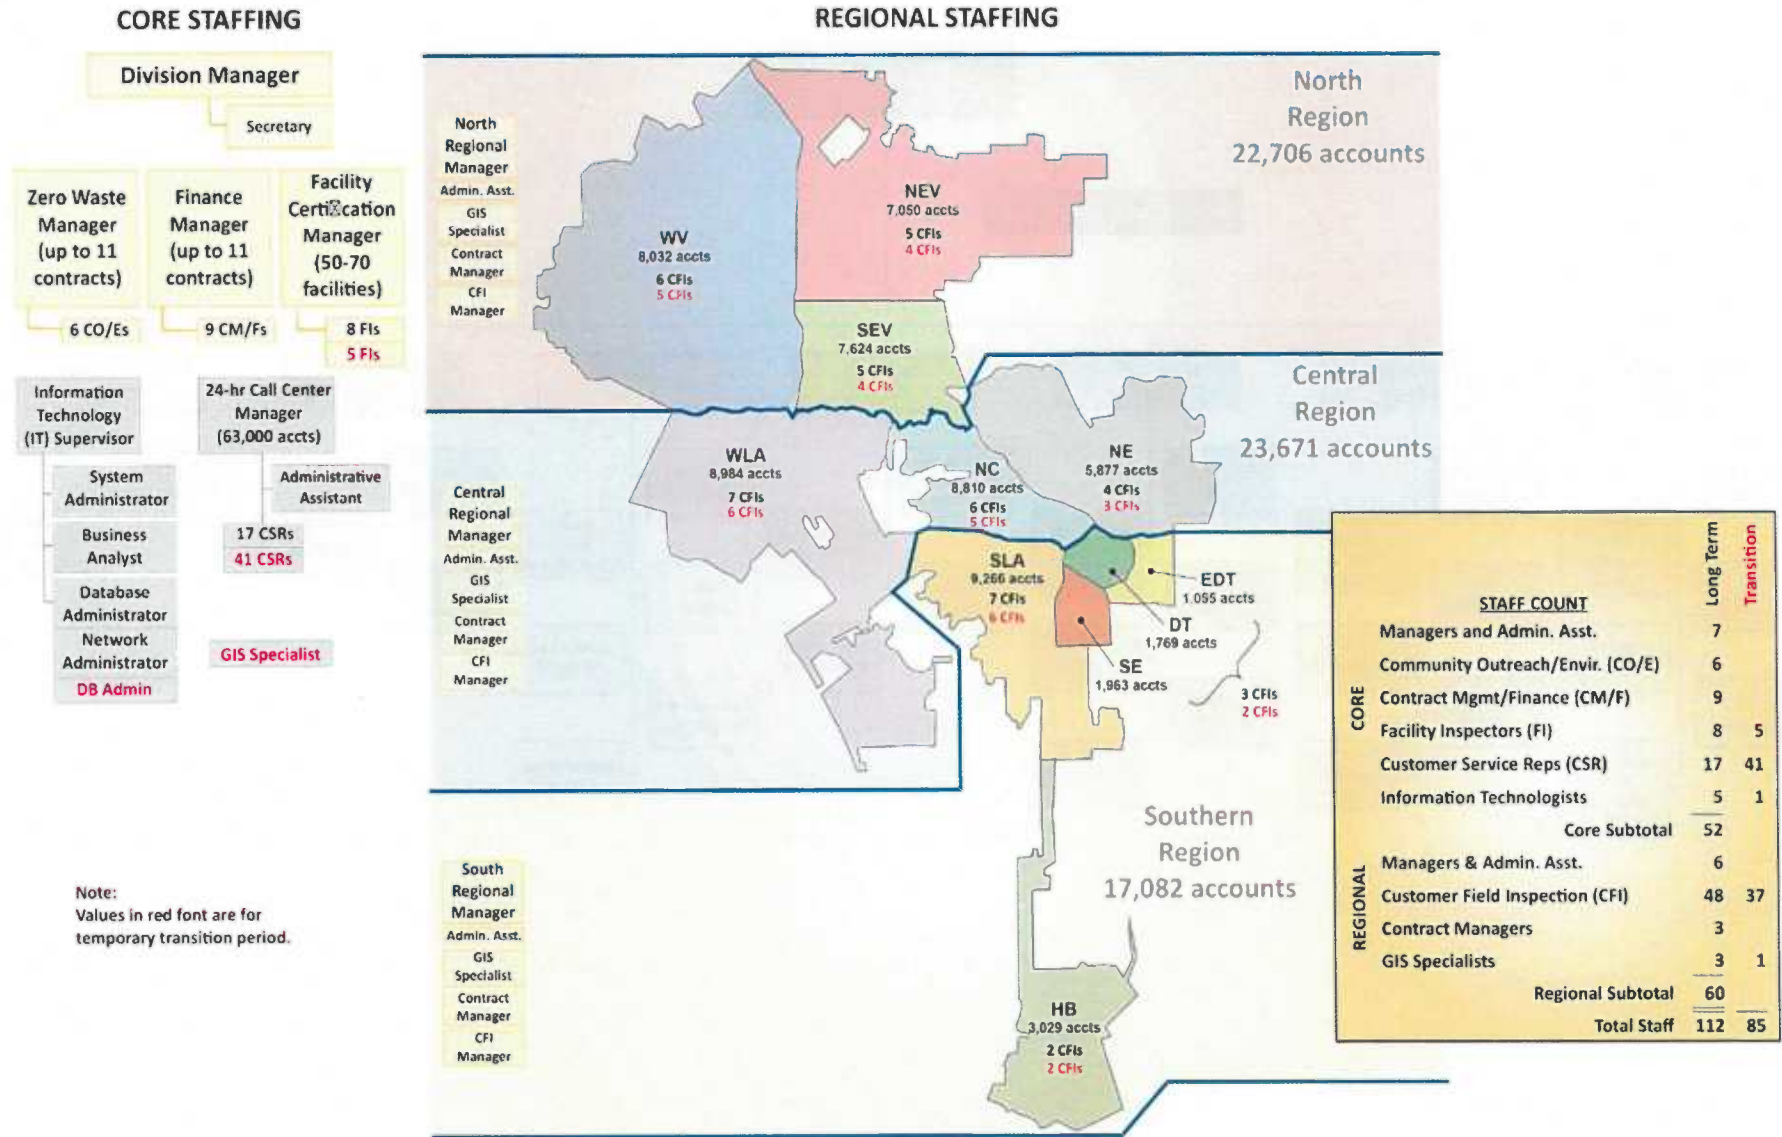 CORE STAFFING
Division Manager
Secretary
Zero Waste
Manager
(up to 11
contracts)
6 CO/Es
Finance
Manager
(up to 11
contracts)
9 CM/Fs
Facility
Manager
(50-70
facilities)
8 FIs
5 FIs
Information
Technology
(IT) Supervisor
System
Administrator
Business
Analyst
Database
Administrator
Network
Administrator
DB Admin
24-hr Call Center
Manager
(63,000 accts)
Administrative
Assistant
17 CSRs
41 CSRs
GIS Specialist
Note:
Values in red font are for
temporary transition period.
REGIONAL STAFFING
North
Regional
Manager
Admin. Asst.
GIS
Specialist
Contract
Manager
CFI
Manager
WV
8,032 accts
6 CFIs
5 CFIs
NEV
7,050 accts
5 CFIs
4 CFIs
SEV
7,624 accts
5 CFIs
4 CFIs
North
Region
22,706 accounts
Central
Regional
Manager
Admin. Asst.
GIS
Specialist
Contract
Manager
CFI
Manager
WLA
8,984 accts
7 CFIs
6 CFIs
NC
8,810 accts
6 CFIs
5 CFIs
NE
5,877 accts
4 CFIs
3 CFIs
Central
Region
23,671 accounts
South
Regional
Manager
Admin. Asst.
GIS
Specialist
Contract
Manager
CFI
Manager
SLA
9,266 accts
7 CFIs
6 CFIs
EDT
1.055 accts
DT
1,769 accts
SE
1,963 accts
3 CFIs
2 CFIs
Southern
Region
17,082 accounts
HB
3,029 accts
2 CFIs
2 CFIs
STAFF COUNT Long Term Transition
CORE
Managers and Admin. Asst. 7
Community Outreach/Envir. (CO/E) 6
Contract Mgmt/Finance (CM/F) 9
Facility Inspectors (FI) 8 5
Customer Service Reps (CSR) 17 41
Information Technologists 5 1
Core Subtotal 52
REGIONAL
Managers & Admin. Asst. 6
Customer Field Inspection (CFI) 48 37
Contract Managers 3
GIS Specialists 3 1
Regional Subtotal 60
Total Staff 112 85